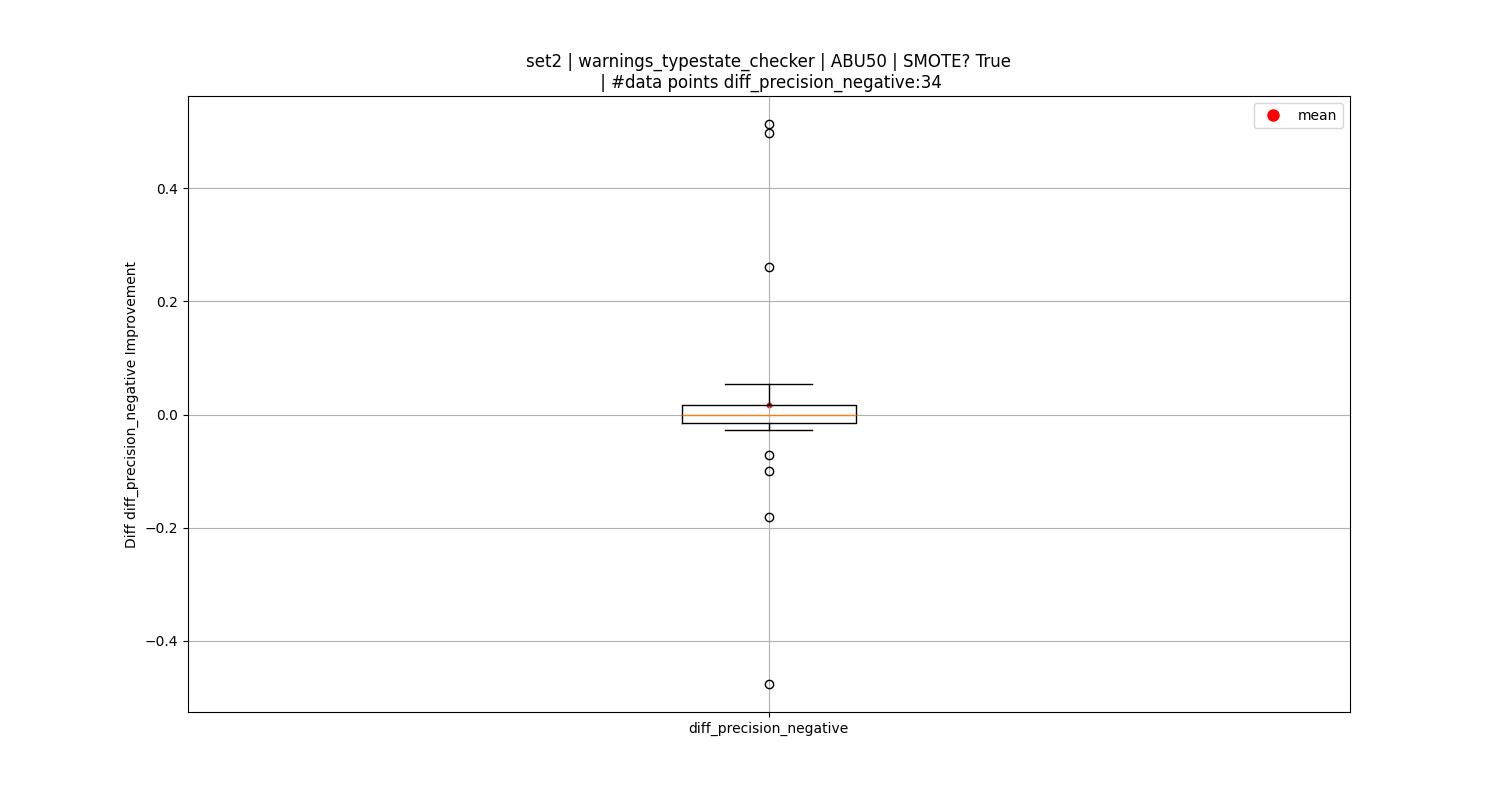 set2 | warnings_typestate_checker | ABU50 | SMOTE? True
| #data points diff_precision_negative:34
mean
0.4
0.2
0.0
−0.2
−0.4
Diff diff_precision_negative Improvement
diff_precision_negative